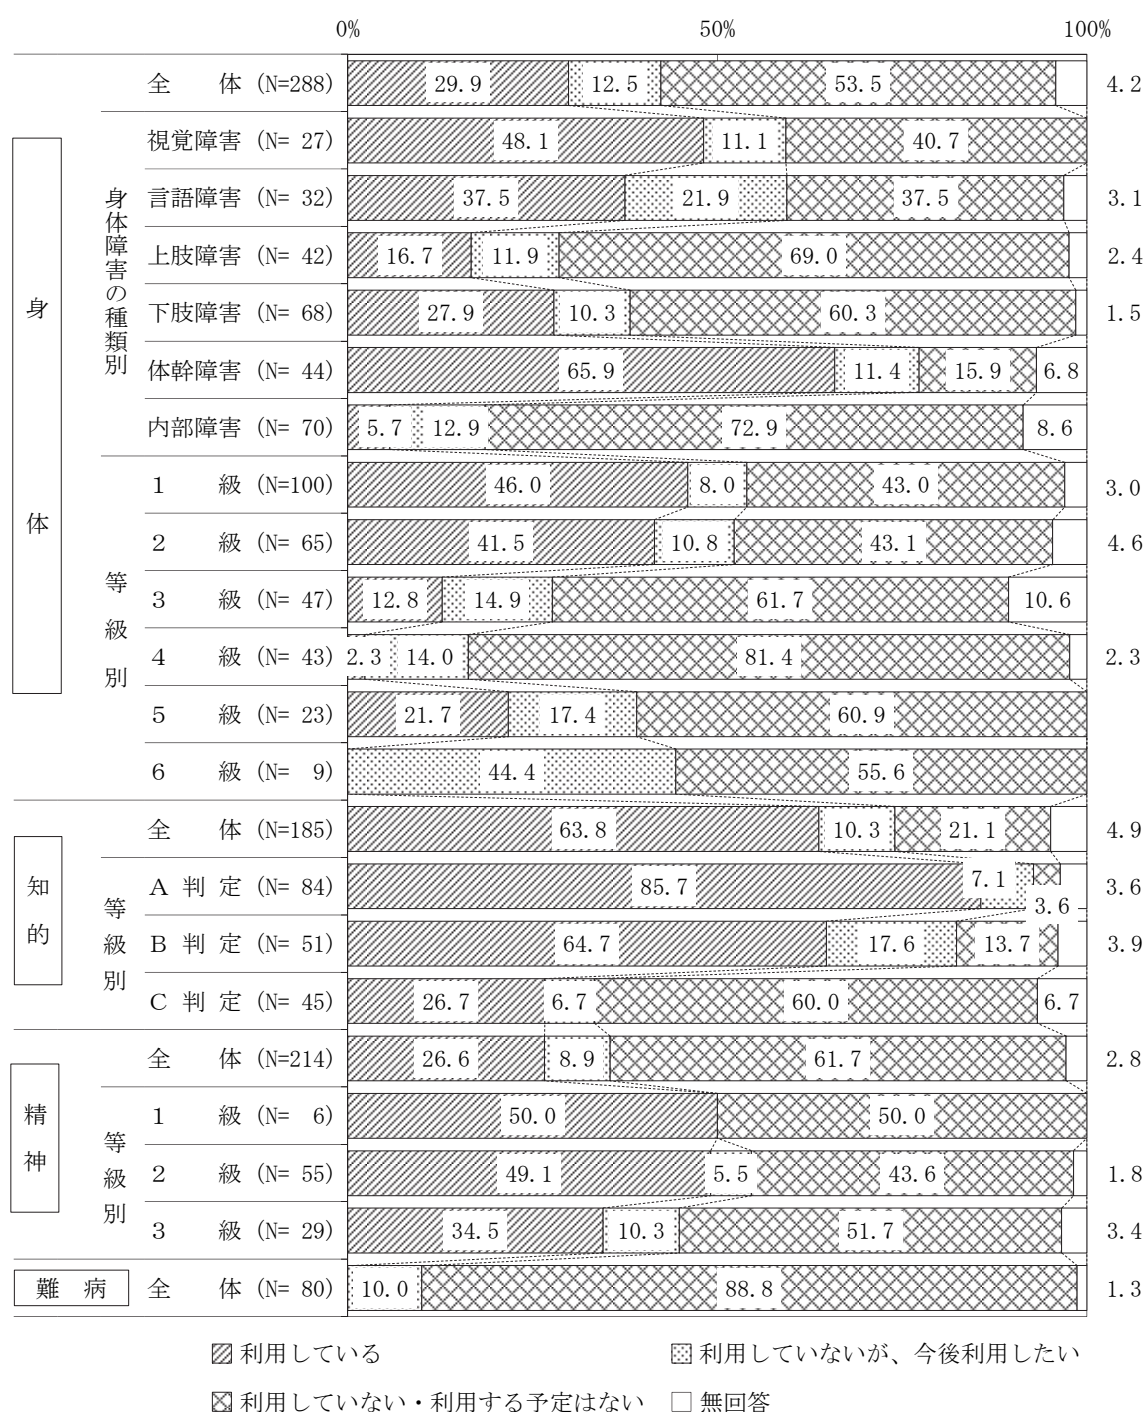 0% 50% 100%
全 体 (N=288) 29.9 12.5 53.5 4.2
身体
身体障害の種類別
視覚障害 (N= 27) 48.1 11.1 40.7
言語障害 (N= 32) 37.5 21.9 37.5 3.1
上肢障害 (N= 42) 16.7 11.9 69.0 2.4
下肢障害 (N= 68) 27.9 10.3 60.3 1.5
体幹障害 (N= 44) 65.9 11.4 15.9 6.8
内部障害 (N= 70) 5.7 12.9 72.9 8.6
等級別
1 級 (N=100) 46.0 8.0 43.0 3.0
2 級 (N= 65) 41.5 10.8 43.1 4.6
3 級 (N= 47) 12.8 14.9 61.7 10.6
4 級 (N= 43) 2.3 14.0 81.4 2.3
5 級 (N= 23) 21.7 17.4 60.9
6 級 (N= 9) 44.4 55.6
知的
全 体 (N=185) 63.8 10.3 21.1 4.9
等級別
A 判 定 (N= 84) 85.7 7.1 3.6 3.6
B 判 定 (N= 51) 64.7 17.6 13.7 3.9
C 判 定 (N= 45) 26.7 6.7 60.0 6.7
精神
全 体 (N=214) 26.6 8.9 61.7 2.8
等級別
1 級 (N= 6) 50.0 50.0
2 級 (N= 55) 49.1 5.5 43.6 1.8
3 級 (N= 29) 34.5 10.3 51.7 3.4
難 病 全 体 (N= 80) 10.0 88.8 1.3
利用している 利用していないが、今後利用したい
利用していない・利用する予定はない 無回答